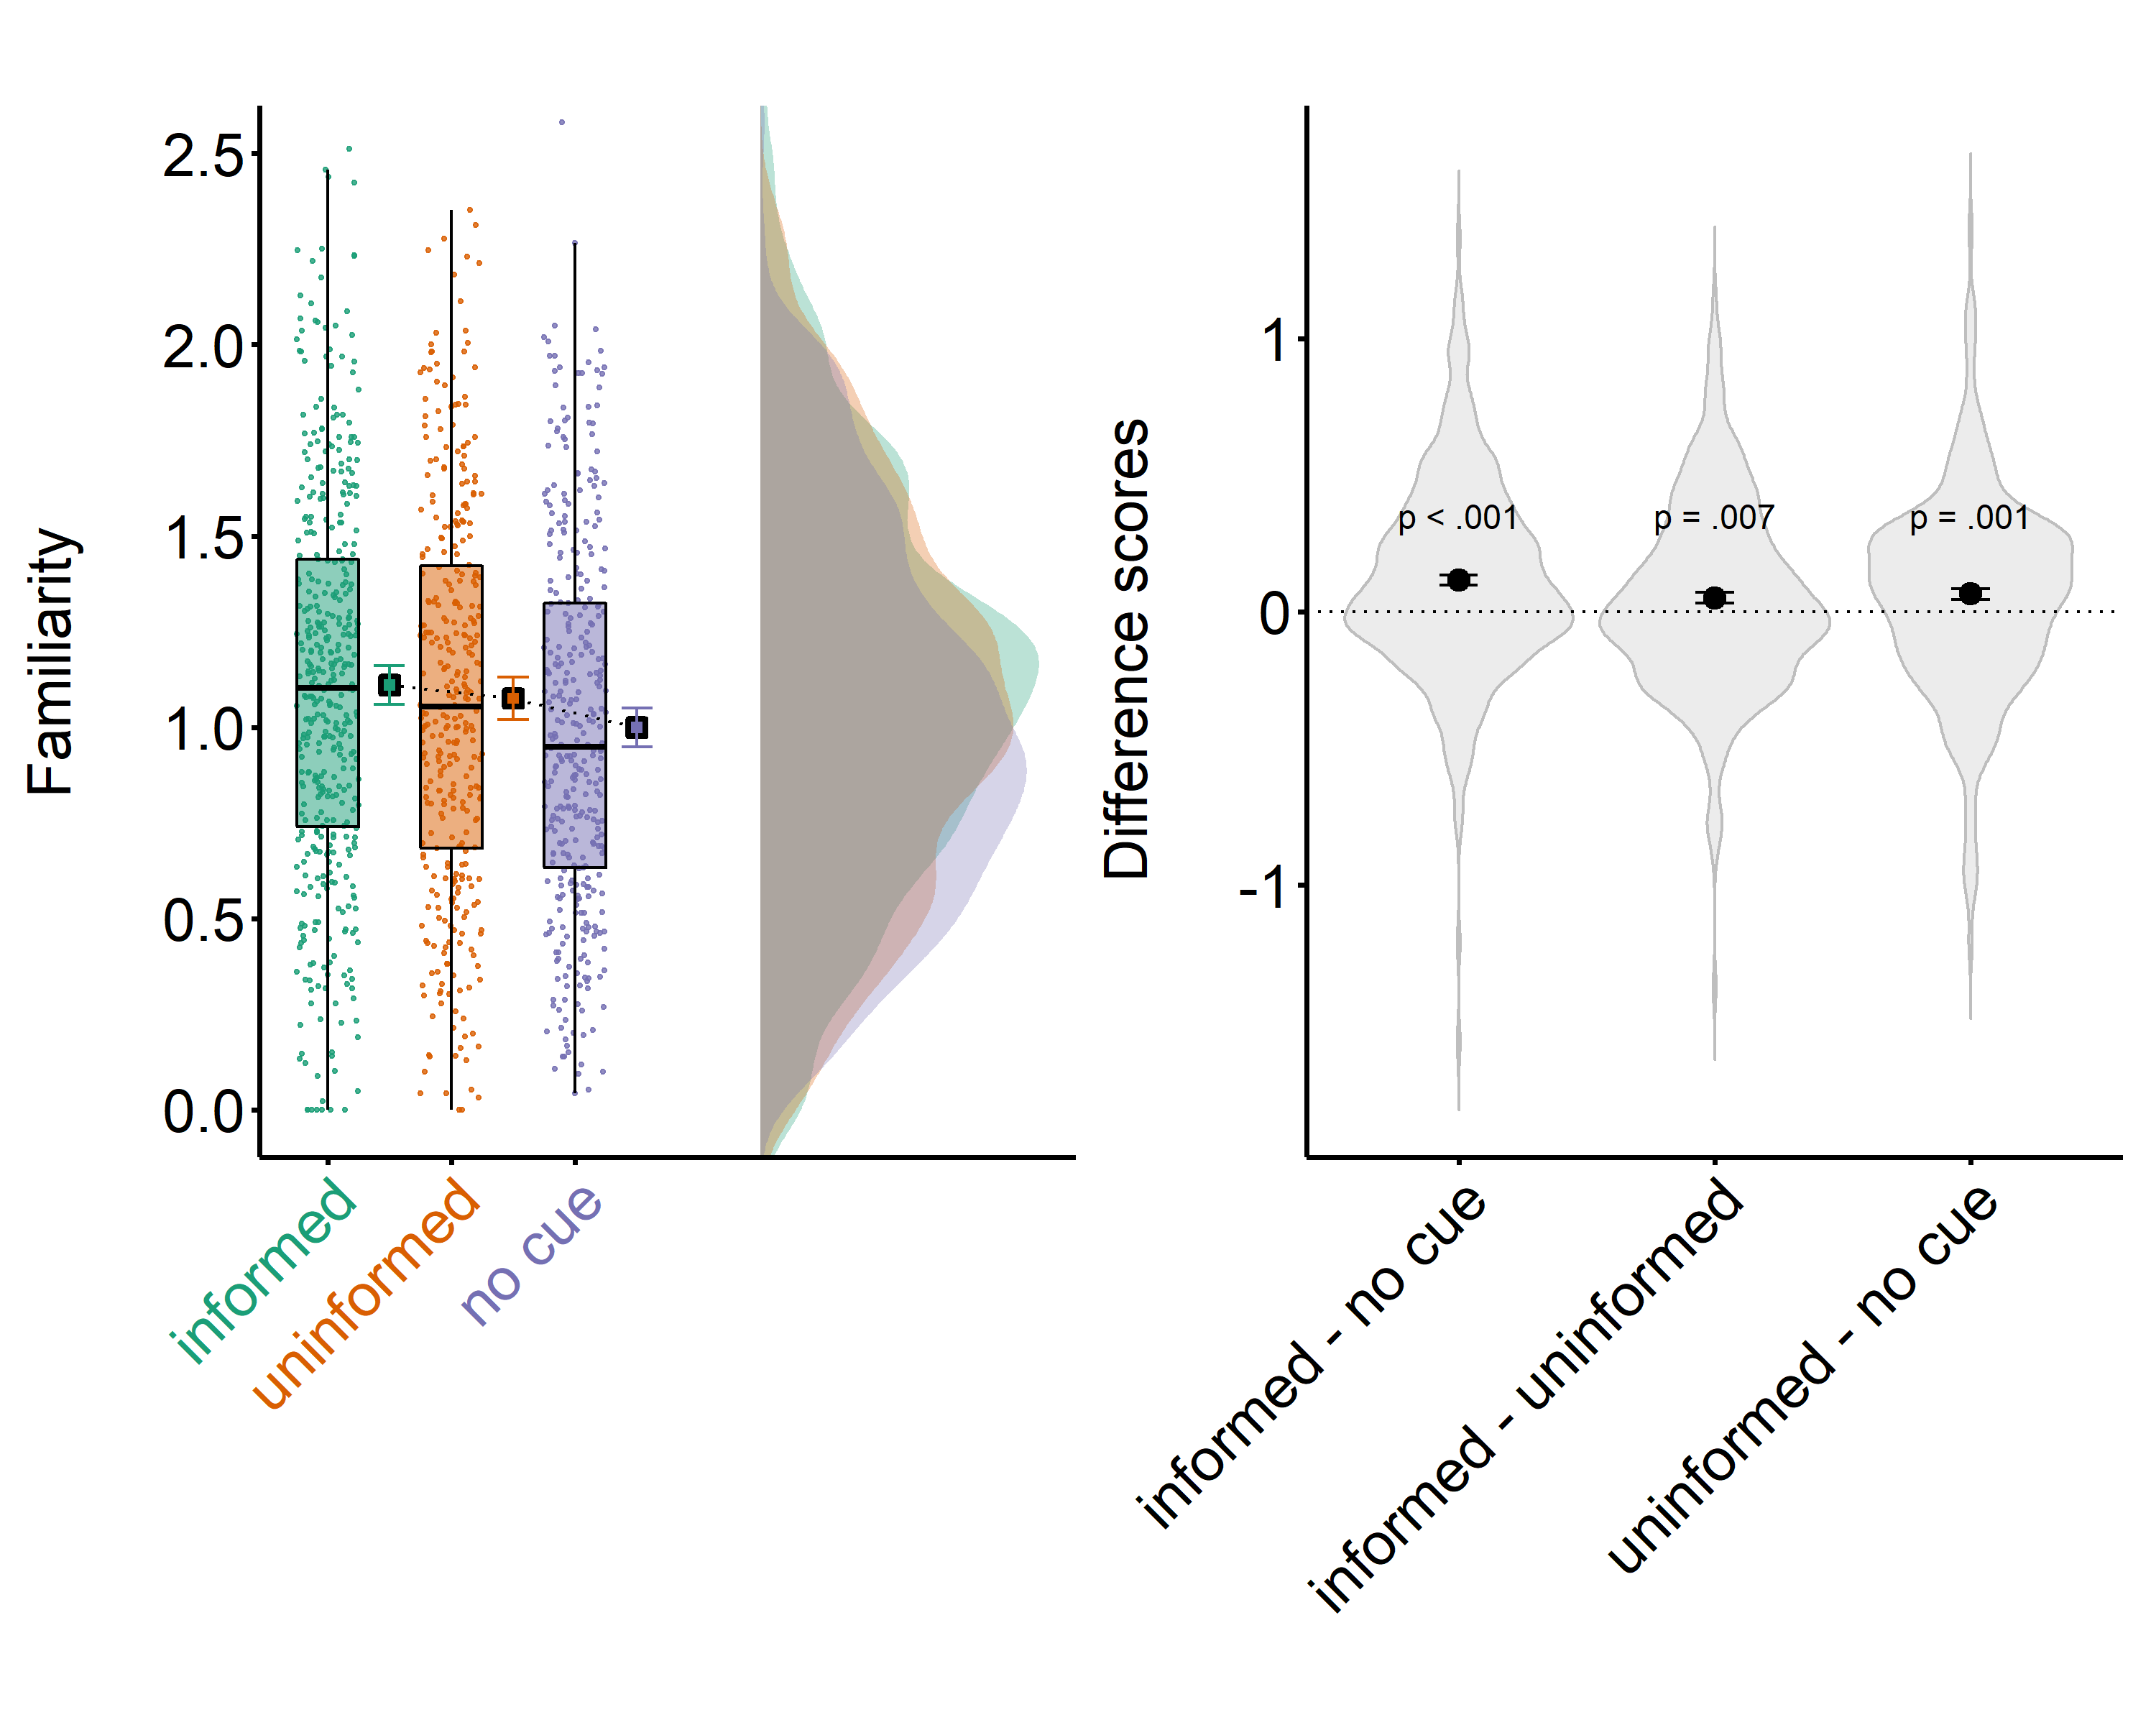 Familiarity
2.5
2.0
1.5
1.0
0.5
0.0
informed
uninformed
no cue
Difference scores
1
0
-1
p < .001
p = .007
p = .001
informed - no cue
informed - uninformed
uninformed - no cue